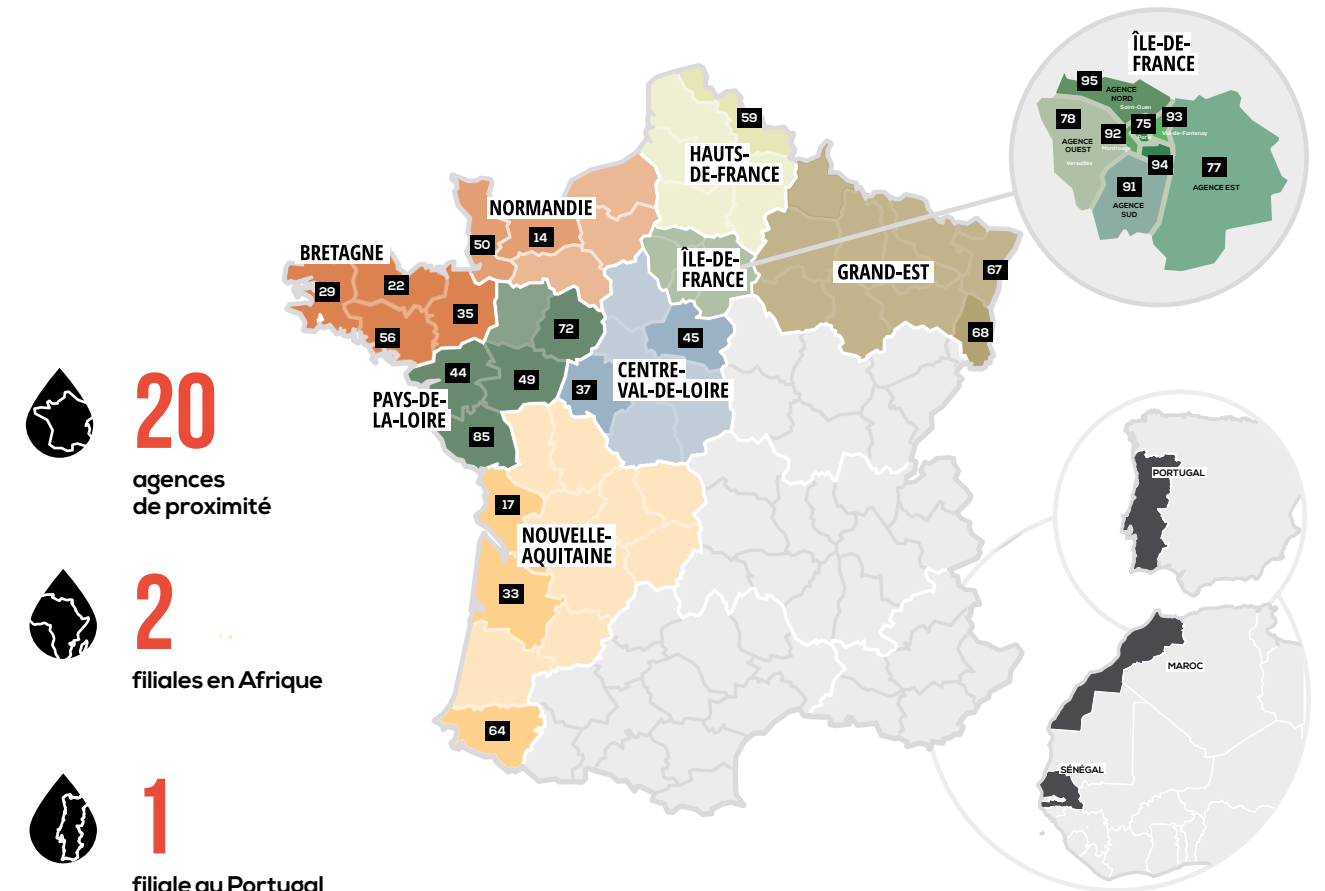 ÎLE-DE-
FRANCE
95
AGENCE
NORD
Saint-Ouen
78
AGENCE
OUEST
Versailles
92
Montrouge
75
Paris
93
Val-de-Fontenay
94
77
AGENCE EST
91
AGENCE
SUD
59
HAUTS-
DE-FRANCE
NORMANDIE
50
14
BRETAGNE
29
22
35
56
ÎLE-DE-
FRANCE
GRAND-EST
67
68
72
45
44
49
37
CENTRE-
VAL-DE-LOIRE
PAYS-DE-
LA-LOIRE
85
17
NOUVELLE-
AQUITAINE
33
64
20
agences
de proximité
2
filiales en Afrique
1
filiale au Portugal
PORTUGAL
MAROC
SÉNÉGAL